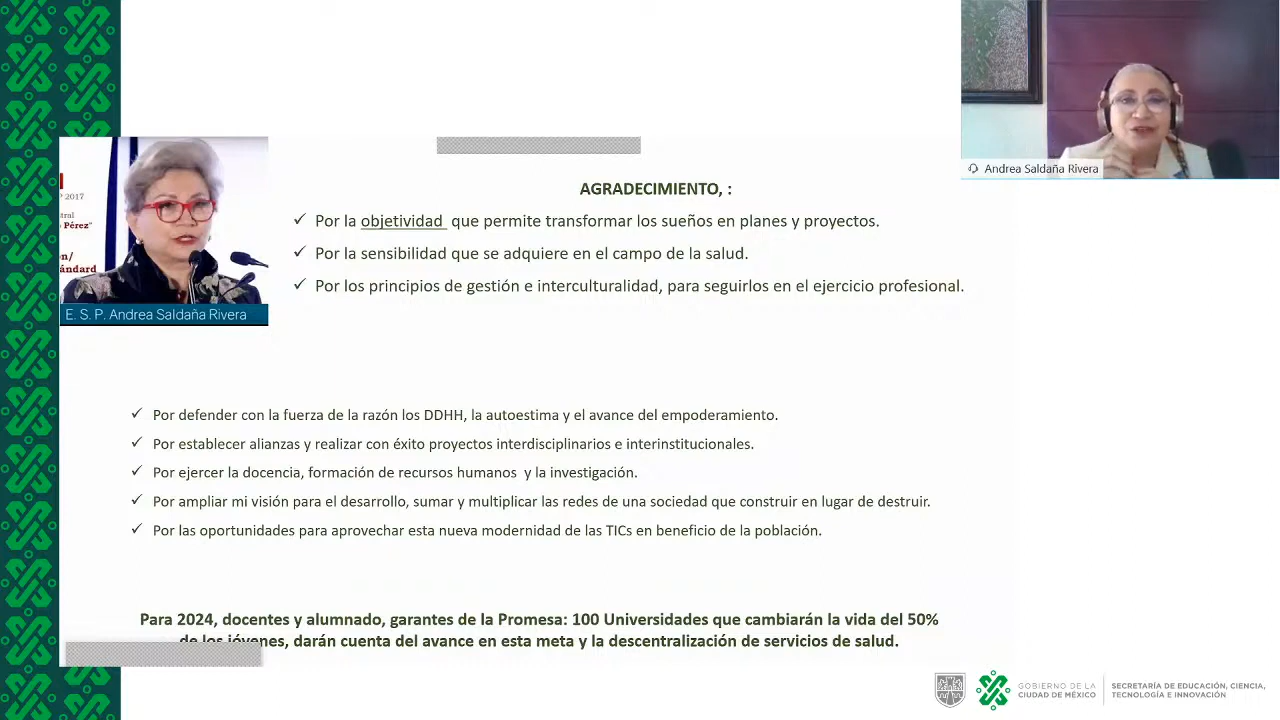 Andrea Saldaña Rivera
P 2017
tral
Pérez"
on/
ándard
E. S. P. Andrea Saldaña Rivera
AGRADECIMIENTO, :
✓ Por la objetividad que permite transformar los sueños en planes y proyectos.
✓ Por la sensibilidad que se adquiere en el campo de la salud.
✓ Por los principios de gestión e interculturalidad, para seguirlos en el ejercicio profesional.
✓ Por defender con la fuerza de la razón los DDHH, la autoestima y el avance del empoderamiento.
✓ Por establecer alianzas y realizar con éxito proyectos interdisciplinarios e interinstitucionales.
✓ Por ejercer la docencia, formación de recursos humanos y la investigación.
✓ Por ampliar mi visión para el desarrollo, sumar y multiplicar las redes de una sociedad que construir en lugar de destruir.
✓ Por las oportunidades para aprovechar esta nueva modernidad de las TICs en beneficio de la población.
Para 2024, docentes y alumnado, garantes de la Promesa: 100 Universidades que cambiarán la vida del 50%
de los jóvenes, darán cuenta del avance en esta meta y la descentralización de servicios de salud.
GOBIERNO DE LA
CIUDAD DE MÉXICO
SECRETARÍA DE EDUCACIÓN, CIENCIA,
TECNOLOGÍA E INNOVACIÓN